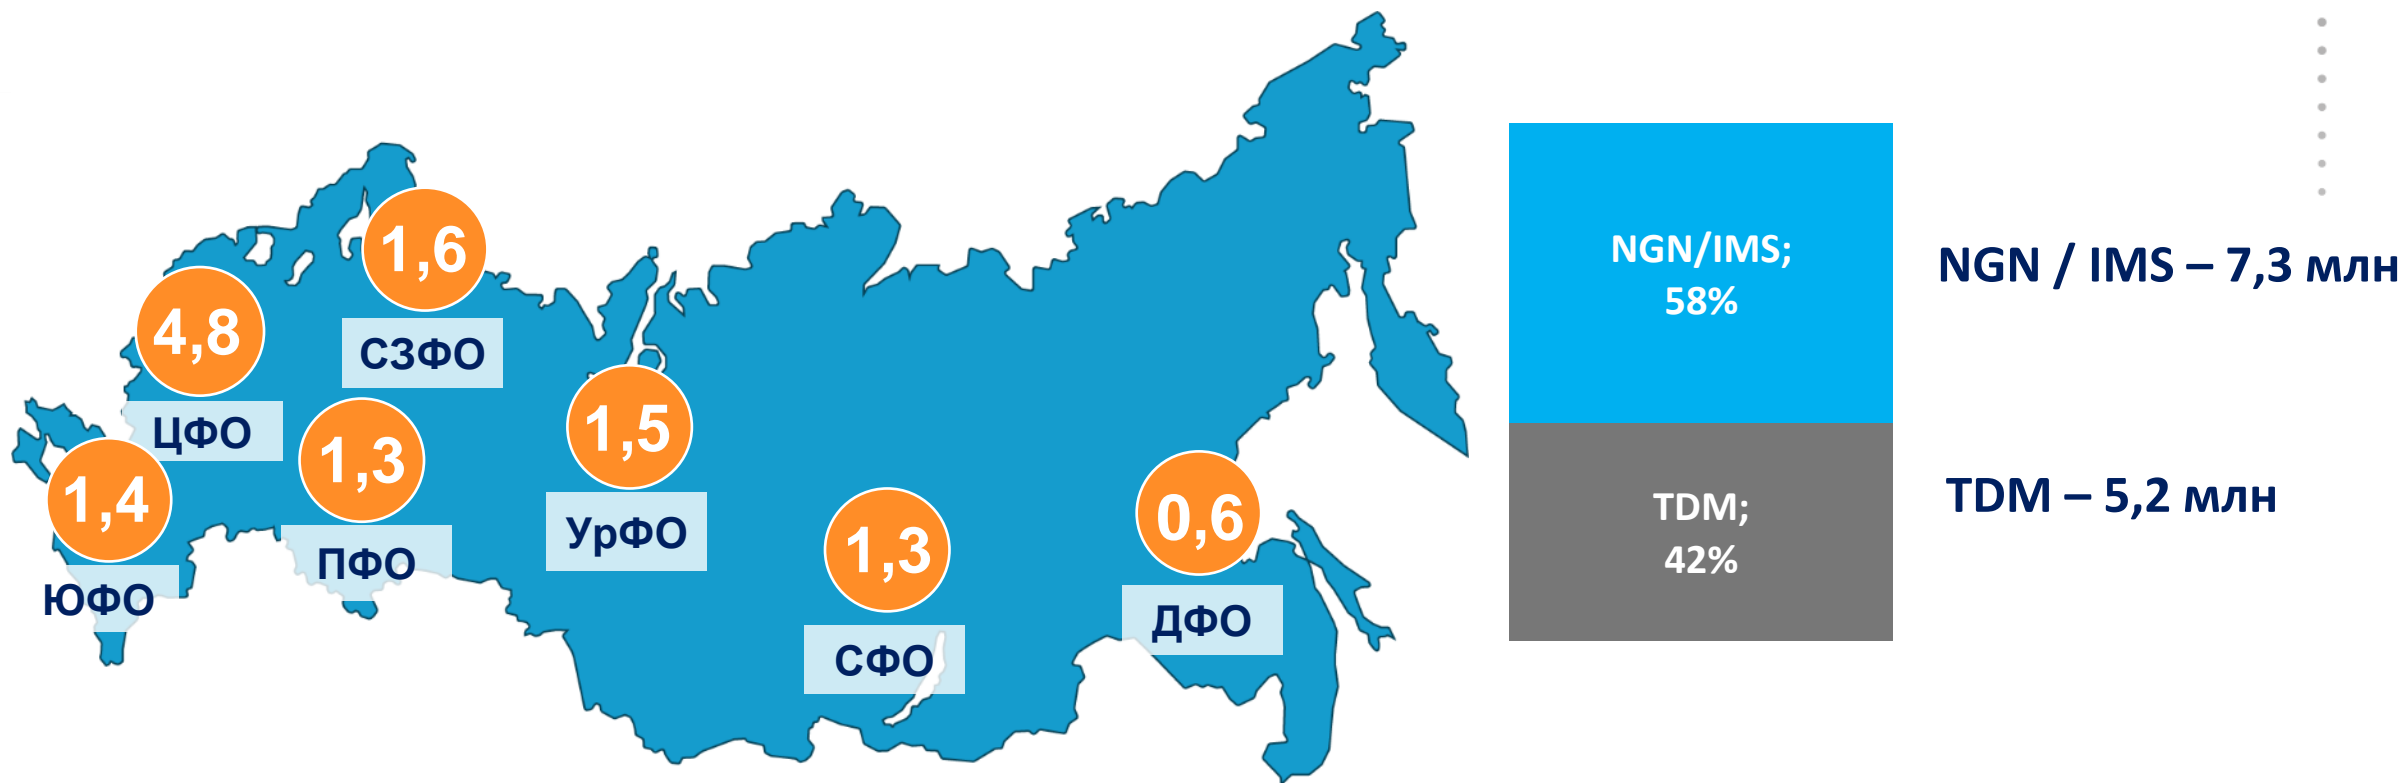 1,6
СЗФО
4,8
ЦФО
1,4
ЮФО
1,3
ПФО
1,5
УрФО
1,3
СФО
0,6
ДФО
NGN/IMS;
58%
TDM;
42%
NGN / IMS – 7,3 млн
TDM – 5,2 млн